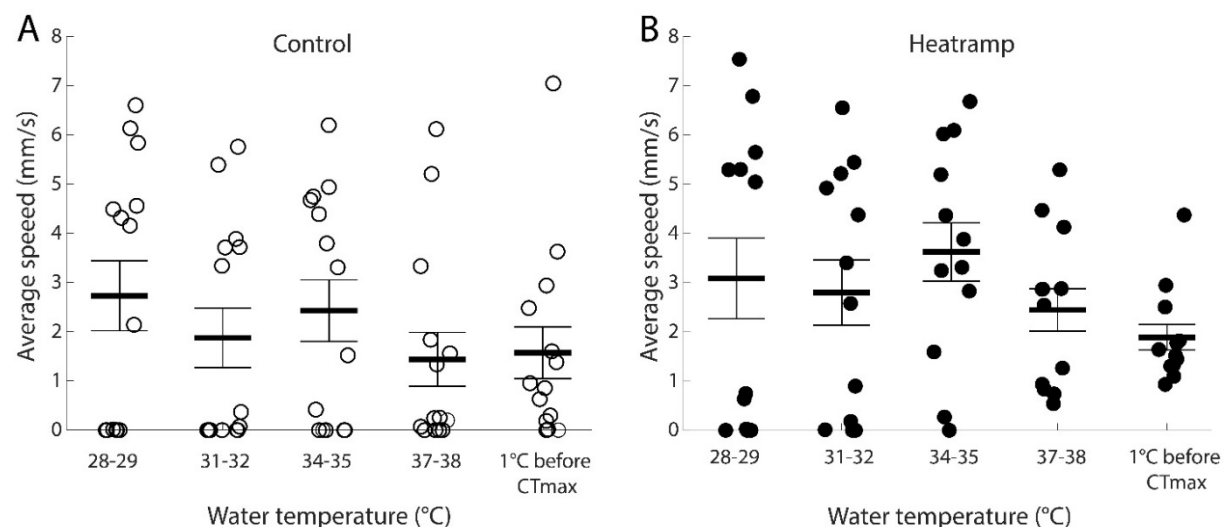 A
Control
8
7
6
5
4
3
2
1
0
Average speeed (mm/s)
28-29
31-32
34-35
37-38
1°C before
CTmax
Water temperature (°C)
B
Heatramp
8
7
6
5
4
3
2
1
0
Average speeed (mm/s)
28-29
31-32
34-35
37-38
1°C before
CTmax
Water temperature (°C)